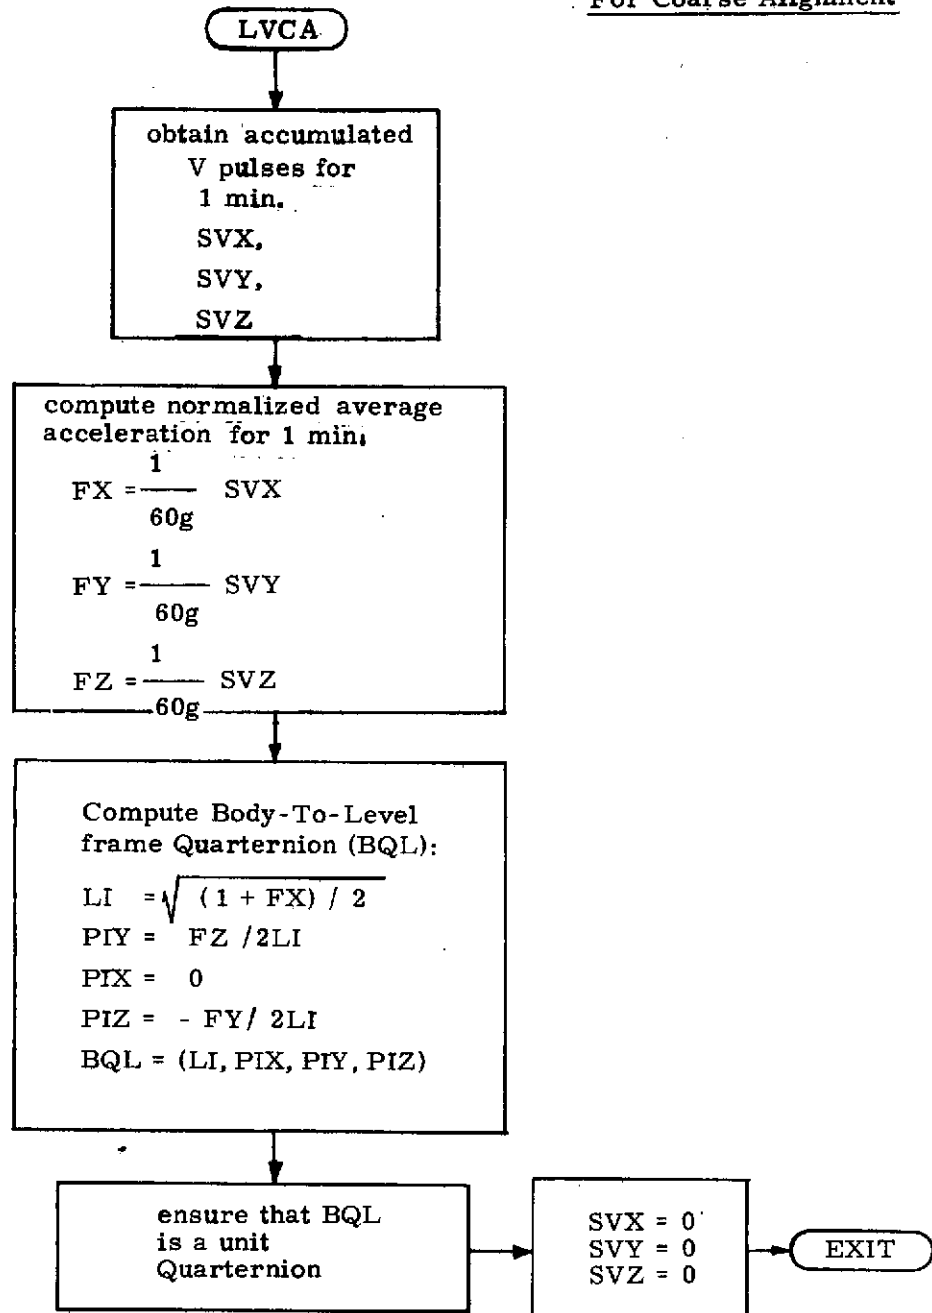 For Coarse Alignment
LVCA
obtain accumulated
V pulses for
1 min.
SVX,
SVY,
SVZ
compute normalized average
acceleration for 1 min.
FX = 1/60g SVX
FY = 1/60g SVY
FZ = 1/60g SVZ
Compute Body-To-Level
frame Quarternion (BQL):
LI = √(1 + FX) / 2
PIY = FZ /2LI
PIX = 0
PIZ = - FY/ 2LI
BQL = (LI, PIX, PIY, PIZ)
ensure that BQL
is a unit
Quarternion
SVX = 0
SVY = 0
SVZ = 0
EXIT